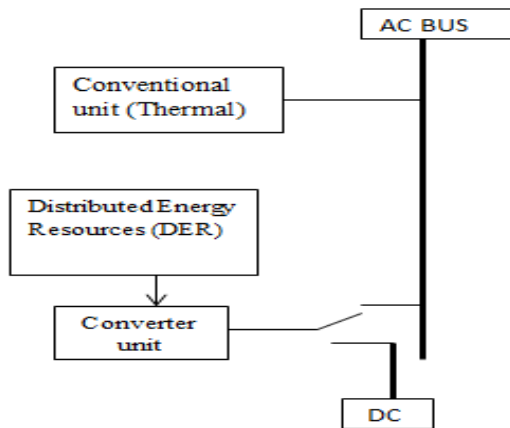 AC BUS
Conventional
unit (Thermal)
Distributed Energy
Resources (DER)
Converter
unit
DC